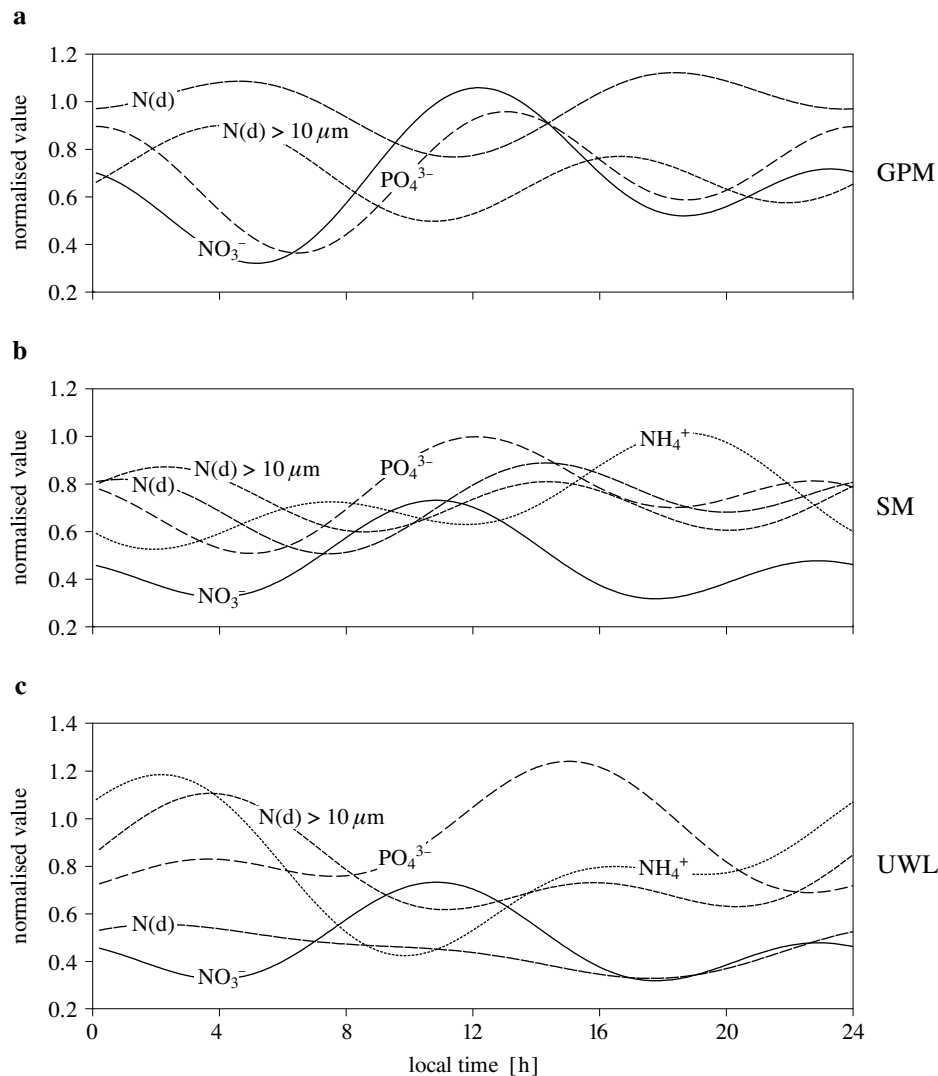 a
1.2
1.0
0.8
0.6
0.4
0.2
normalised value
N(d)
N(d) > 10 μm
PO₄³⁻
NO₃⁻
GPM
b
1.2
1.0
0.8
0.6
0.4
0.2
normalised value
NH₄⁺
PO₄³⁻
N(d) > 10 μm
N(d)
NO₃⁻
SM
c
1.4
1.2
1.0
0.8
0.6
0.4
0.2
normalised value
N(d) > 10 μm
PO₄³⁻
NH₄⁺
N(d)
NO₃⁻
UWL
0 4 8 12 16 20 24
local time [h]